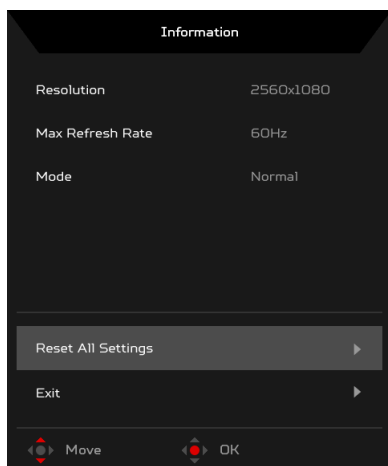 Information
Resolution 2560x1080
Max Refresh Rate 60Hz
Mode Normal
Reset All Settings
Exit
Move OK